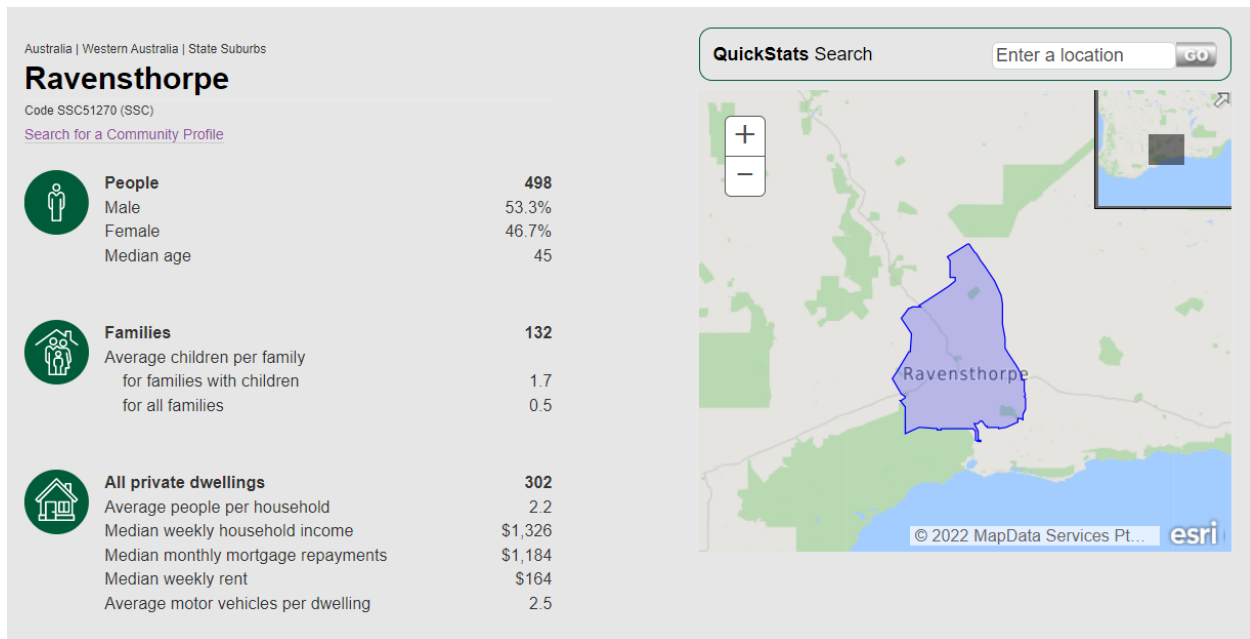 Australia | Western Australia | State Suburbs
Ravensthorpe
Code SSC51270 (SSC)
Search for a Community Profile
People 498
Male 53.3%
Female 46.7%
Median age 45
Families 132
Average children per family
for families with children 1.7
for all families 0.5
All private dwellings 302
Average people per household 2.2
Median weekly household income $1,326
Median monthly mortgage repayments $1,184
Median weekly rent $164
Average motor vehicles per dwelling 2.5
QuickStats Search Enter a location GO
+
−
Ravensthorpe
© 2022 MapData Services Pt... esri